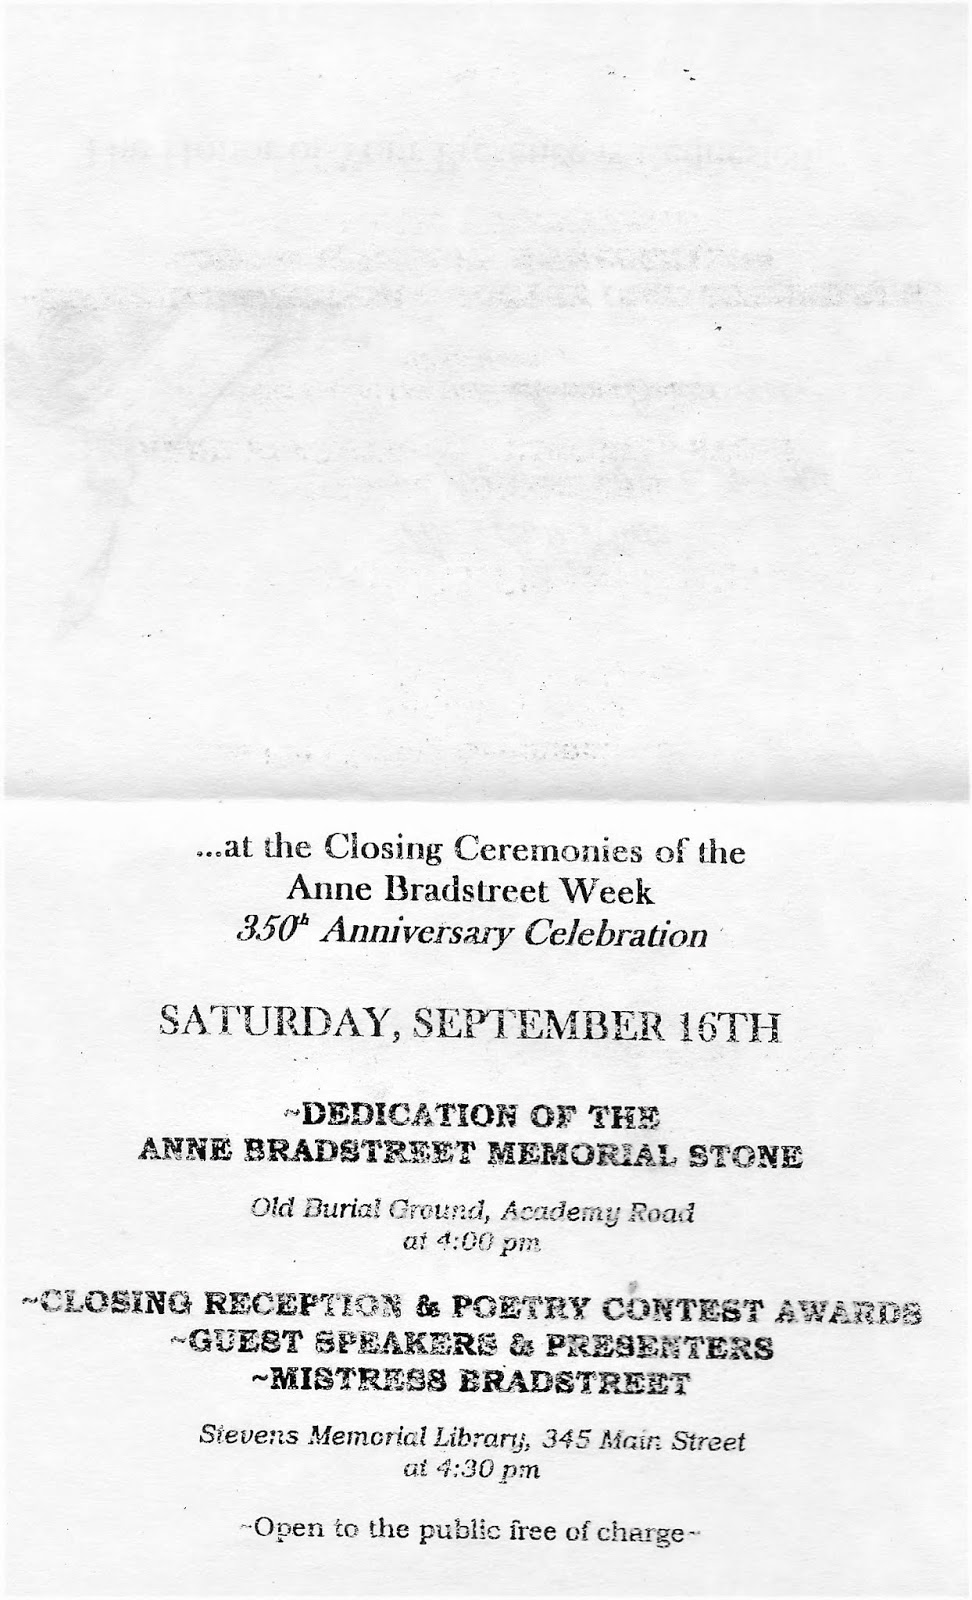 ...at the Closing Ceremonies of the
Anne Bradstreet Week
350th Anniversary Celebration
SATURDAY, SEPTEMBER 16TH
~DEDICATION OF THE
ANNE BRADSTREET MEMORIAL STONE
Old Burial Ground, Academy Road
at 4:00 pm
~CLOSING RECEPTION & POETRY CONTEST AWARDS
~GUEST SPEAKERS & PRESENTERS
~MISTRESS BRADSTREET
Stevens Memorial Library, 345 Main Street
at 4:30 pm
~Open to the public free of charge~